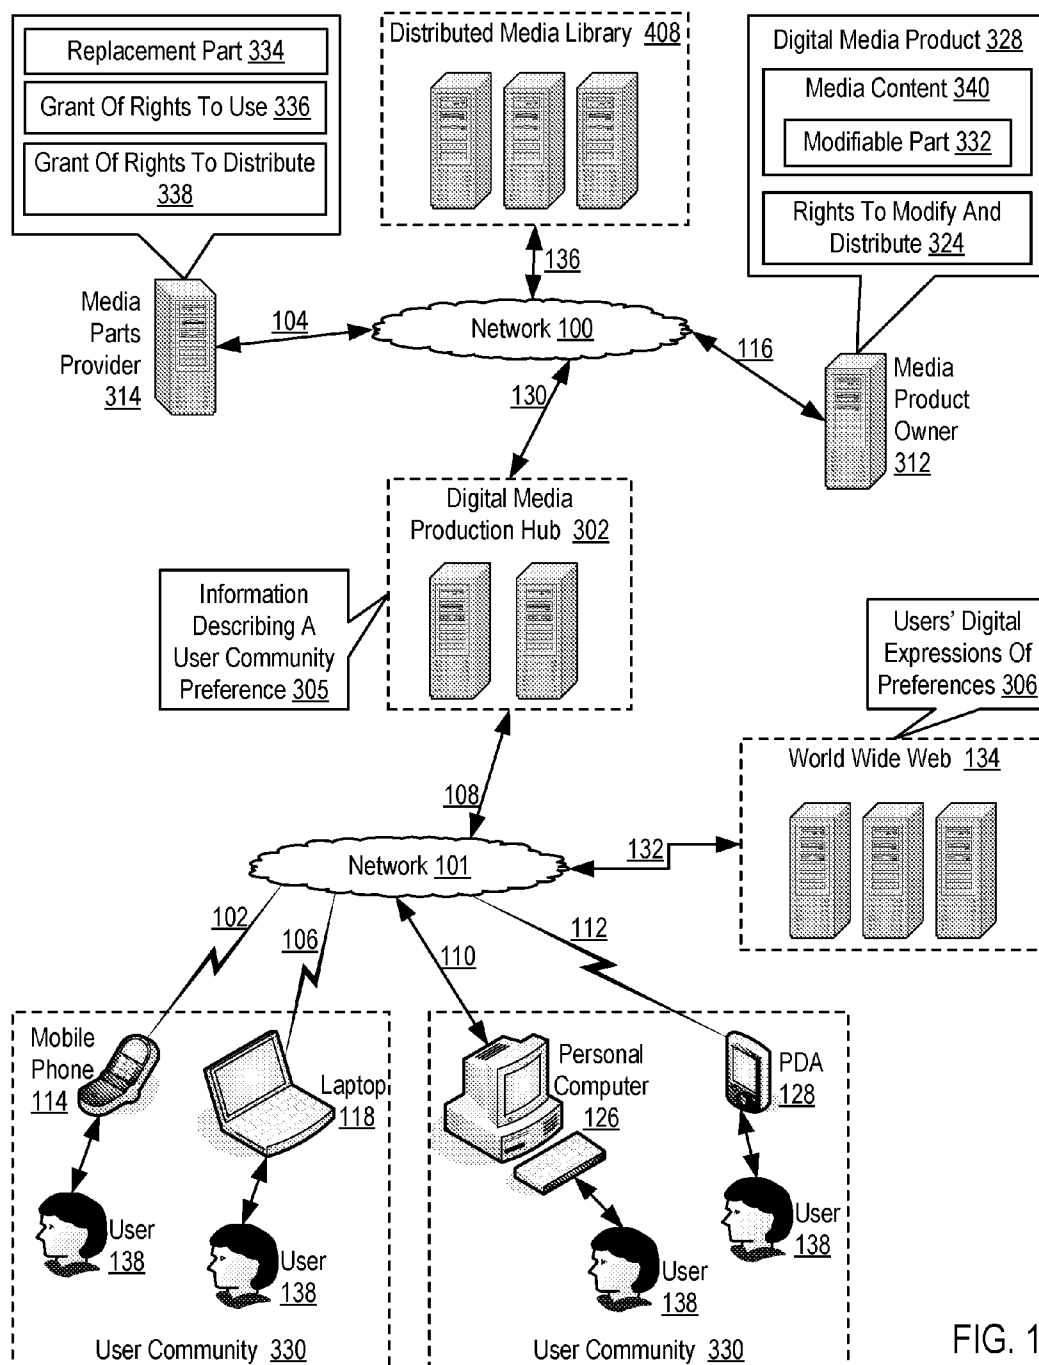 Replacement Part 334
Grant Of Rights To Use 336
Grant Of Rights To Distribute
338
Distributed Media Library 408
Digital Media Product 328
Media Content 340
Modifiable Part 332
Rights To Modify And
Distribute 324
136
Media
Parts
Provider
314
104
Network 100
116
130
Media
Product
Owner
312
Digital Media
Production Hub 302
Information
Describing A
User Community
Preference 305
Users' Digital
Expressions Of
Preferences 306
World Wide Web 134
108
Network 101
132
102
106
110
112
Mobile
Phone
114
Laptop
118
Personal
Computer
126
PDA
128
User
138
User
138
User
138
User
138
User Community 330
User Community 330
FIG. 1